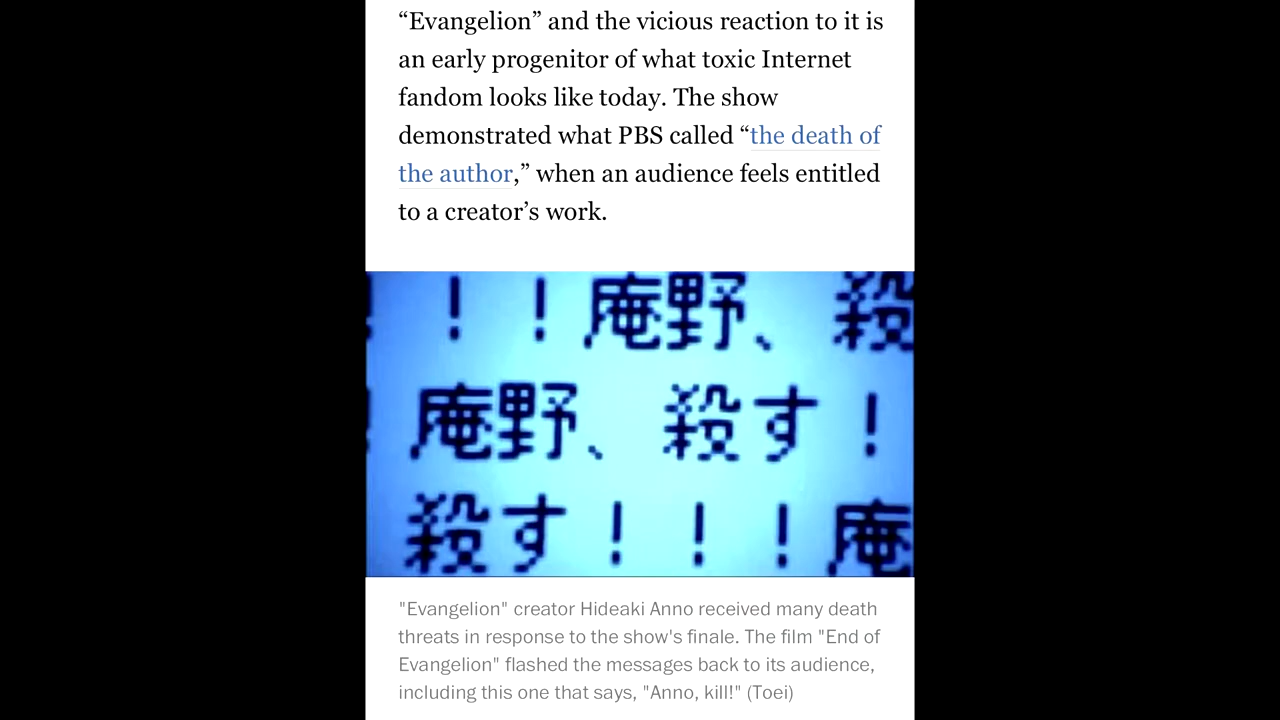 “Evangelion” and the vicious reaction to it is
an early progenitor of what toxic Internet
fandom looks like today. The show
demonstrated what PBS called “the death of
the author,” when an audience feels entitled
to a creator’s work.
！！！庵野、 殺
！庵野、 殺す！
殺す！！！庵
"Evangelion" creator Hideaki Anno received many death
threats in response to the show's finale. The film "End of
Evangelion" flashed the messages back to its audience,
including this one that says, "Anno, kill!" (Toei)